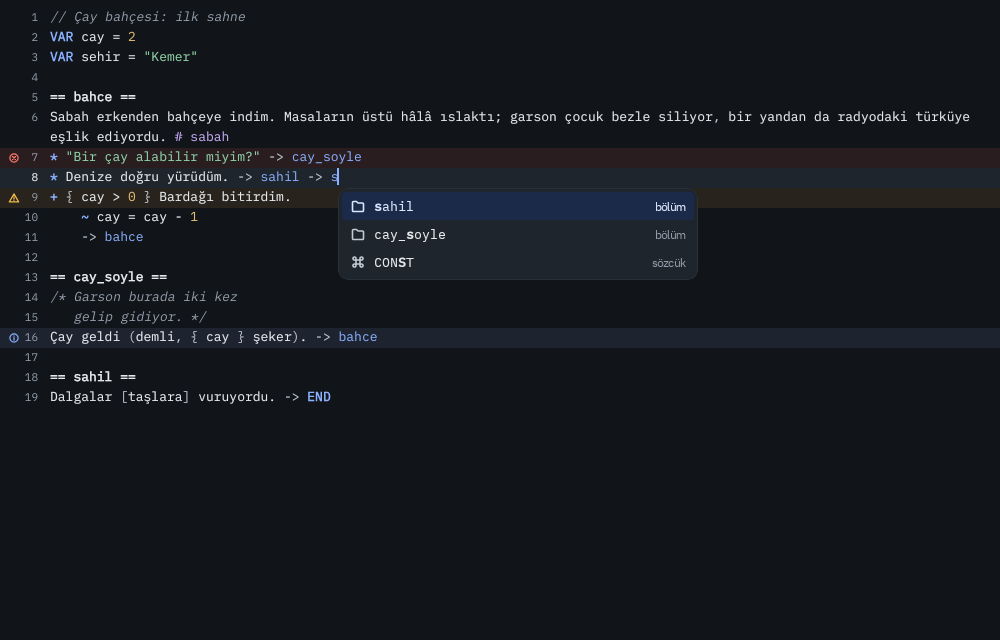 1 // Çay bahçesi: ilk sahne
2 VAR cay = 2
3 VAR sehir = "Kemer"
4
5 == bahce ==
6 Sabah erkenden bahçeye indim. Masaların üstü hâlâ ıslaktı; garson çocuk bezle siliyor, bir yandan da radyodaki türküye
eşlik ediyordu. # sabah
7 * "Bir çay alabilir miyim?" -> cay_soyle
8 * Denize doğru yürüdüm. -> sahil -> s
9 + { cay > 0 } Bardağı bitirdim.
sahil bölüm
10 ~ cay = cay - 1
11 -> bahce
cay_soyle bölüm
12
CONST sözcük
13 == cay_soyle ==
14 /* Garson burada iki kez
15 gelip gidiyor. */
16 Çay geldi (demli, { cay } şeker). -> bahce
17
18 == sahil ==
19 Dalgalar [taşlara] vuruyordu. -> END